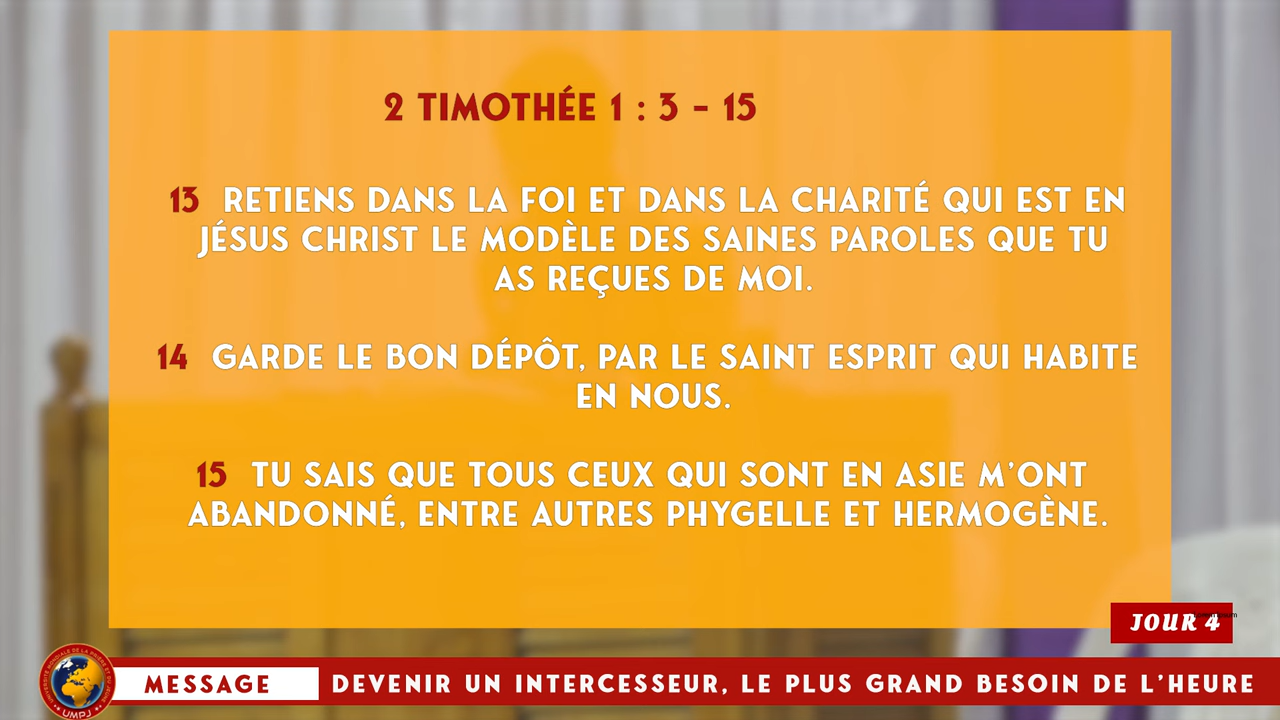 2 TIMOTHÉE 1 : 3 - 15
13 RETIENS DANS LA FOI ET DANS LA CHARITÉ QUI EST EN
JÉSUS CHRIST LE MODÈLE DES SAINES PAROLES QUE TU
AS REÇUES DE MOI.
14 GARDE LE BON DÉPÔT, PAR LE SAINT ESPRIT QUI HABITE
EN NOUS.
15 TU SAIS QUE TOUS CEUX QUI SONT EN ASIE M'ONT
ABANDONNÉ, ENTRE AUTRES PHYGELLE ET HERMOGÈNE.
JOUR 4
MESSAGE
DEVENIR UN INTERCESSEUR, LE PLUS GRAND BESOIN DE L'HEURE
UMPJ